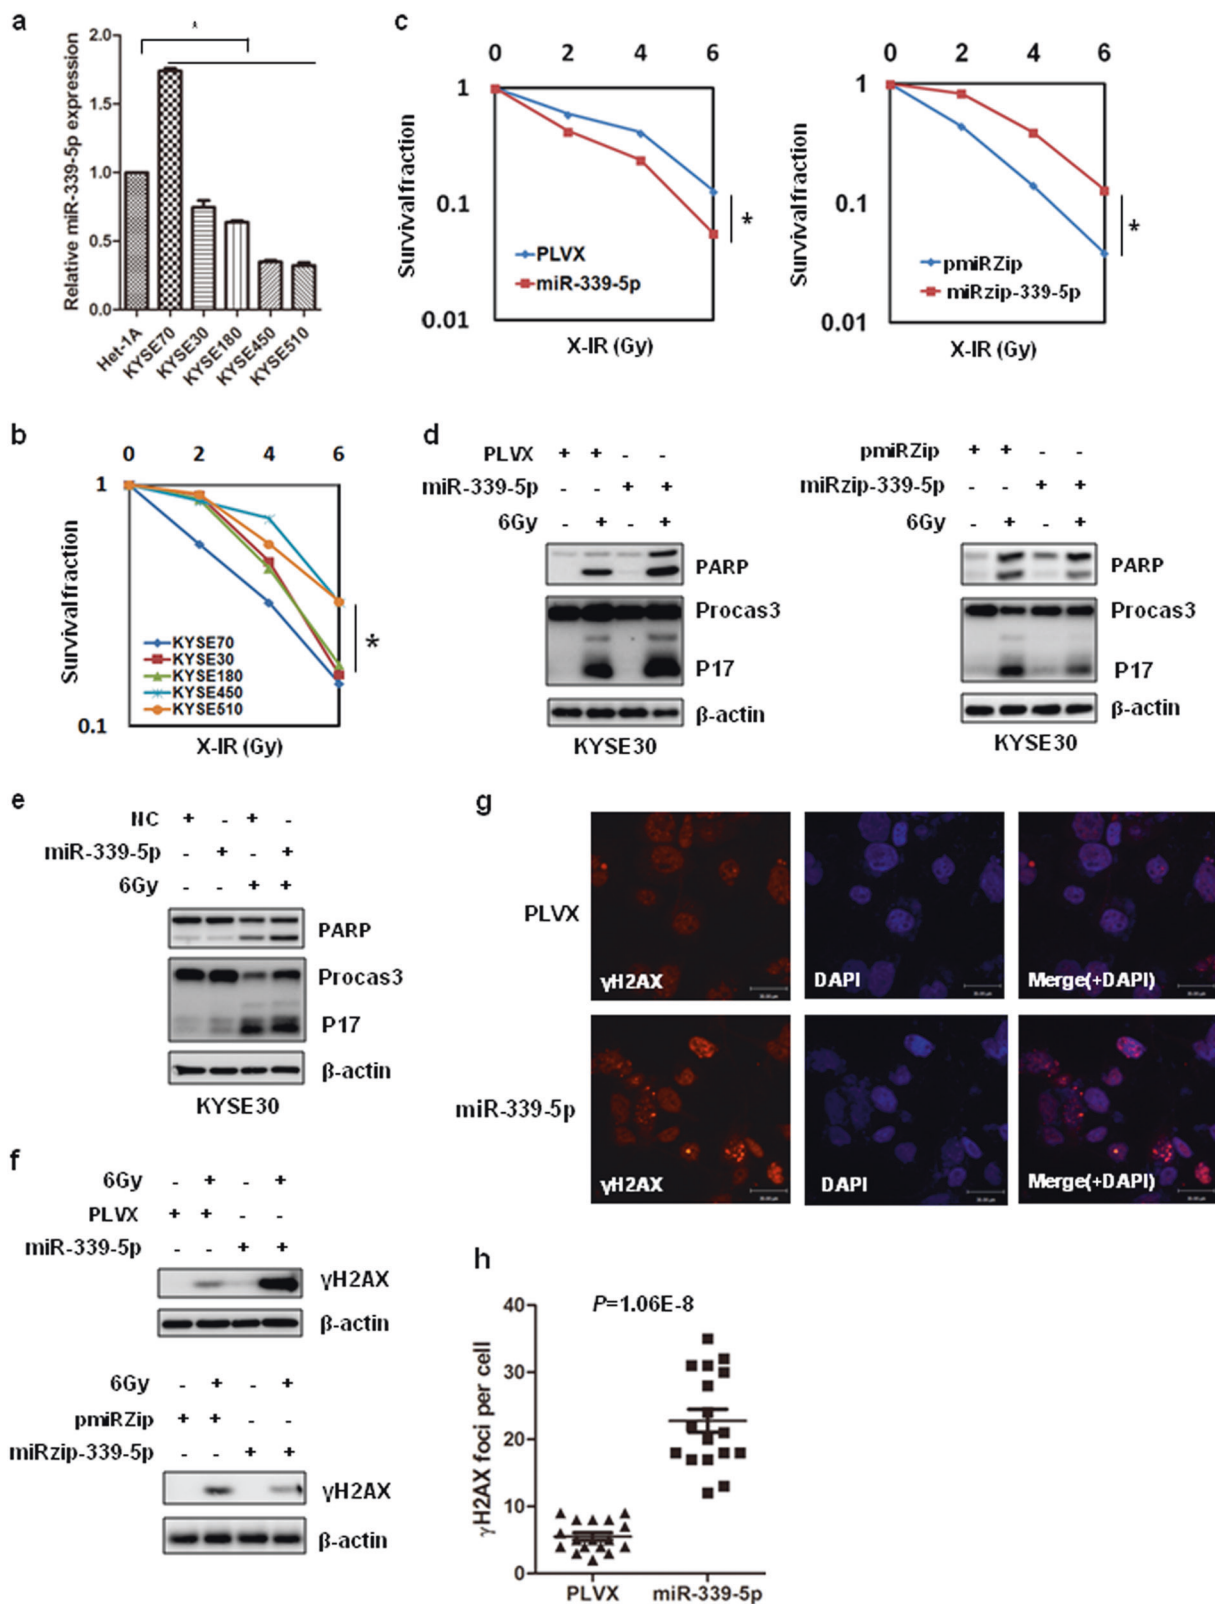 a
*
2.0
1.5
1.0
0.5
0.0
Relative miR-339-5p expression
Het-1A
KYSE70
KYSE30
KYSE180
KYSE450
KYSE510
c
0 2 4 6
1
0.1
0.01
Survivalfraction
PLVX
miR-339-5p
*
X-IR (Gy)
0 2 4 6
1
0.1
0.01
Survivalfraction
pmiRZip
miRzip-339-5p
*
X-IR (Gy)
b
0 2 4 6
1
0.1
Survivalfraction
KYSE70
KYSE30
KYSE180
KYSE450
KYSE510
*
X-IR (Gy)
d
PLVX + + - -
miR-339-5p - - + +
6Gy - + - +
PARP
Procas3
P17
β-actin
KYSE30
pmiRZip + + - -
miRzip-339-5p - - + +
6Gy - + - +
PARP
Procas3
P17
β-actin
KYSE30
e
NC + - + -
miR-339-5p - + - +
6Gy - - + +
PARP
Procas3
P17
β-actin
KYSE30
f
6Gy - + - +
PLVX + + - -
miR-339-5p - - + +
γH2AX
β-actin
6Gy - + - +
pmiRZip + + - -
miRzip-339-5p - - + +
γH2AX
β-actin
g
PLVX
γH2AX
DAPI
Merge(+DAPI)
miR-339-5p
γH2AX
DAPI
Merge(+DAPI)
h
P=1.06E-8
40
30
20
10
0
γH2AX foci per cell
PLVX
miR-339-5p